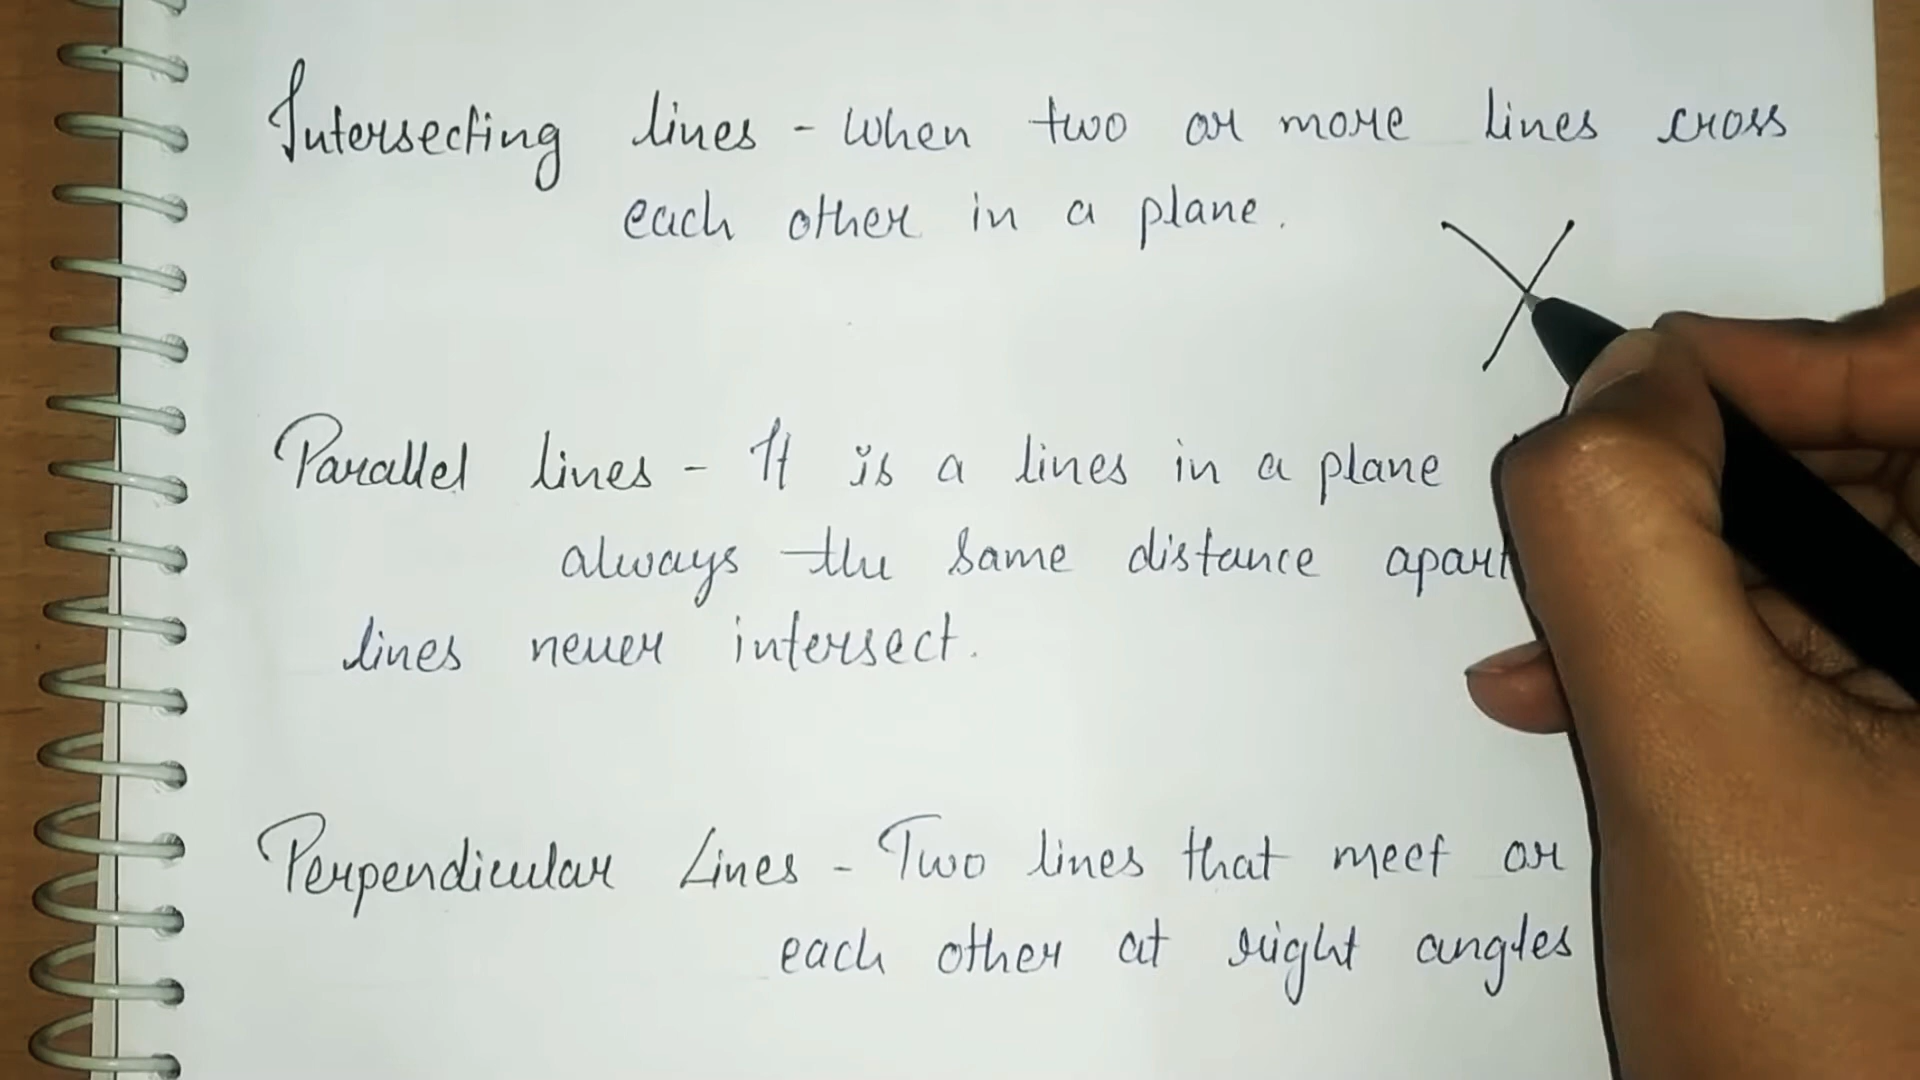 Intersecting lines - When two or more lines cross
each other in a plane.
Parallel lines - It is a lines in a plane
always the same distance apart
lines never intersect.
Perpendicular Lines - Two lines that meet or
each other at right angles